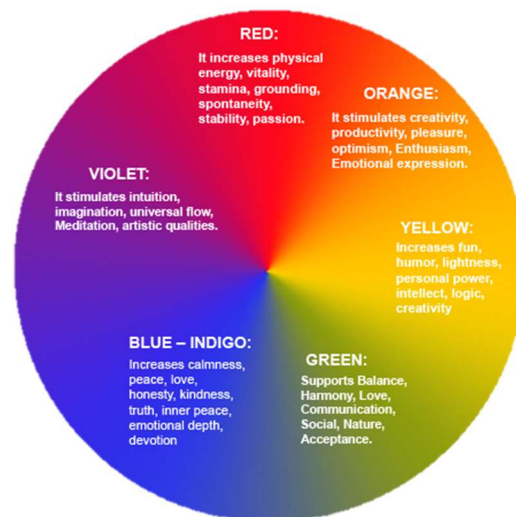 RED:
It increases physical
energy, vitality,
stamina, grounding,
spontaneity,
stability, passion.
ORANGE:
It stimulates creativity,
productivity, pleasure,
optimism, Enthusiasm,
Emotional expression.
YELLOW:
Increases fun,
humor, lightness,
personal power,
intellect, logic,
creativity
GREEN:
Supports Balance,
Harmony, Love,
Communication,
Social, Nature,
Acceptance.
BLUE – INDIGO:
Increases calmness,
peace, love,
honesty, kindness,
truth, inner peace,
emotional depth,
devotion
VIOLET:
It stimulates intuition,
imagination, universal flow,
Meditation, artistic qualities.